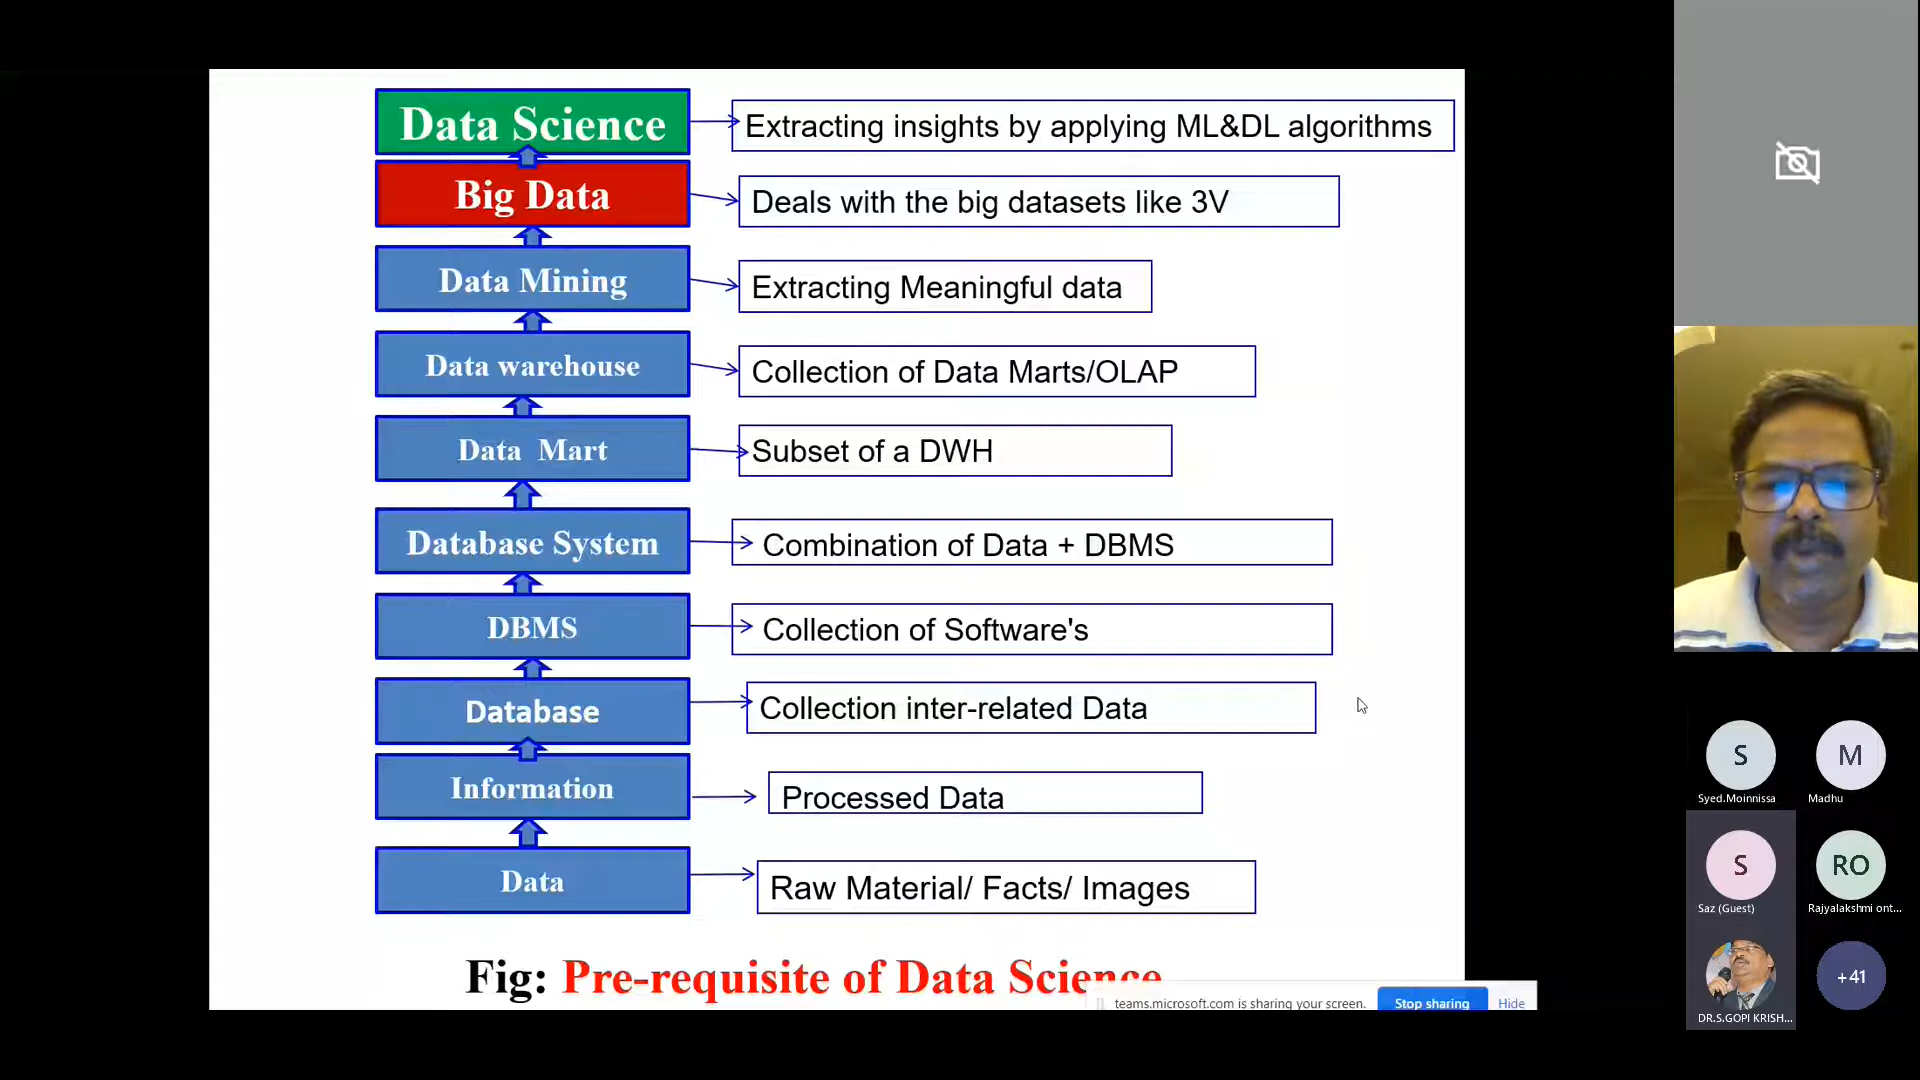 Data Science
Extracting insights by applying ML&DL algorithms
Big Data
Deals with the big datasets like 3V
Data Mining
Extracting Meaningful data
Data warehouse
Collection of Data Marts/OLAP
Data Mart
Subset of a DWH
Database System
Combination of Data + DBMS
DBMS
Collection of Software's
Database
Collection inter-related Data
Information
Processed Data
Data
Raw Material/ Facts/ Images
Fig: Pre-requisite of Data Science
teams.microsoft.com is sharing your screen.
Stop sharing
Hide
S
Syed.Moinnissa
M
Madhu
S
Saz (Guest)
RO
Rajyalakshmi ont...
DR.S.GOPI KRISH...
+41